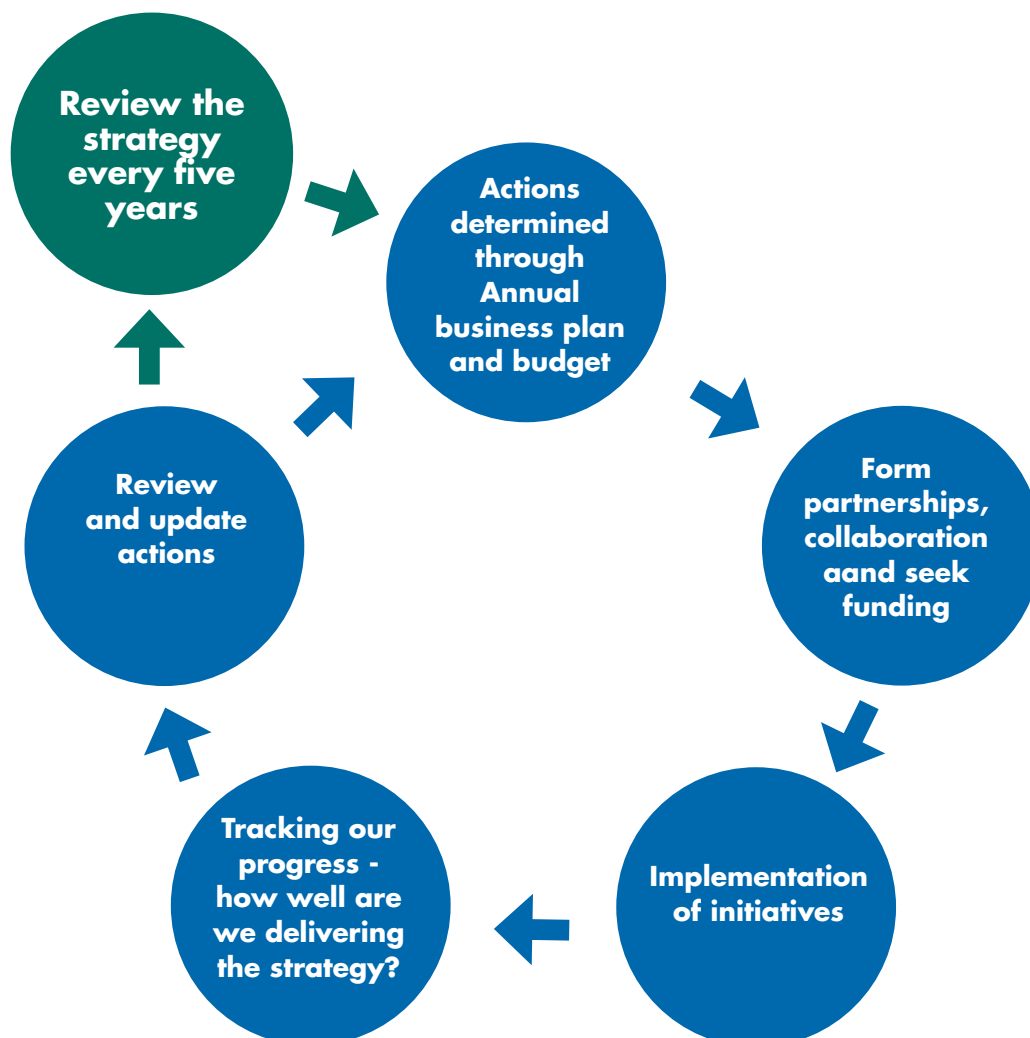 Review the
strategy
every five
years
Actions
determined
through
Annual
business plan
and budget
Form
partnerships,
collaboration
aand seek
funding
Implementation
of initiatives
Tracking our
progress -
how well are
we delivering
the strategy?
Review
and update
actions